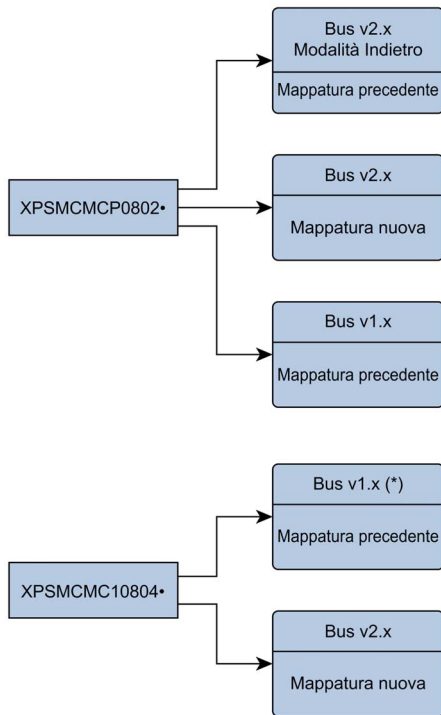 Bus v2.x
Modalità Indietro
Mappatura precedente
XPSMCMCP0802•
Bus v2.x
Mappatura nuova
Bus v1.x
Mappatura precedente
Bus v1.x (*)
Mappatura precedente
XPSMCMC10804•
Bus v2.x
Mappatura nuova